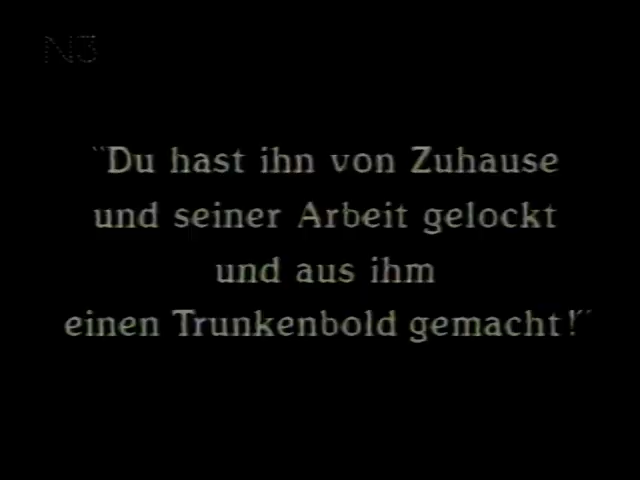 N3
"Du hast ihn von Zuhause
und seiner Arbeit gelockt
und aus ihm
einen Trunkenbold gemacht!"